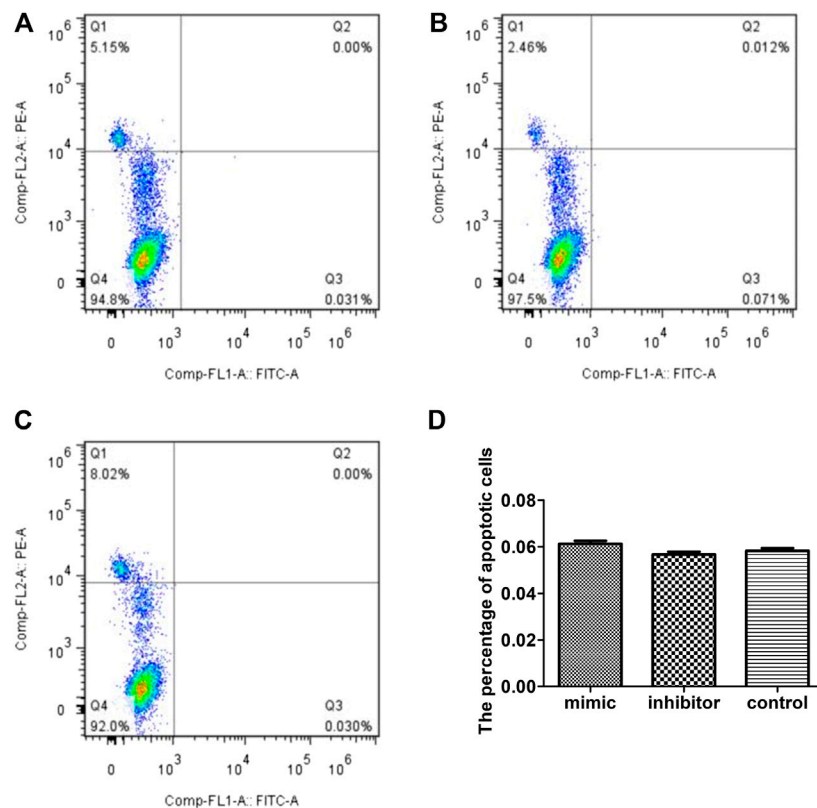 A
Q1
5.15%
Q2
0.00%
10^6
10^5
10^4
10^3
0
Comp-FL2-A:: PE-A
Q4
94.8%
Q3
0.031%
0 10^3 10^4 10^5 10^6
Comp-FL1-A:: FITC-A
B
Q1
2.46%
Q2
0.012%
10^6
10^5
10^4
10^3
0
Comp-FL2-A:: PE-A
Q4
97.5%
Q3
0.071%
0 10^3 10^4 10^5 10^6
Comp-FL1-A:: FITC-A
C
Q1
8.02%
Q2
0.00%
10^6
10^5
10^4
10^3
0
Comp-FL2-A:: PE-A
Q4
92.0%
Q3
0.030%
0 10^3 10^4 10^5 10^6
Comp-FL1-A:: FITC-A
D
The percentage of apoptotic cells
0.08
0.06
0.04
0.02
0.00
mimic inhibitor control